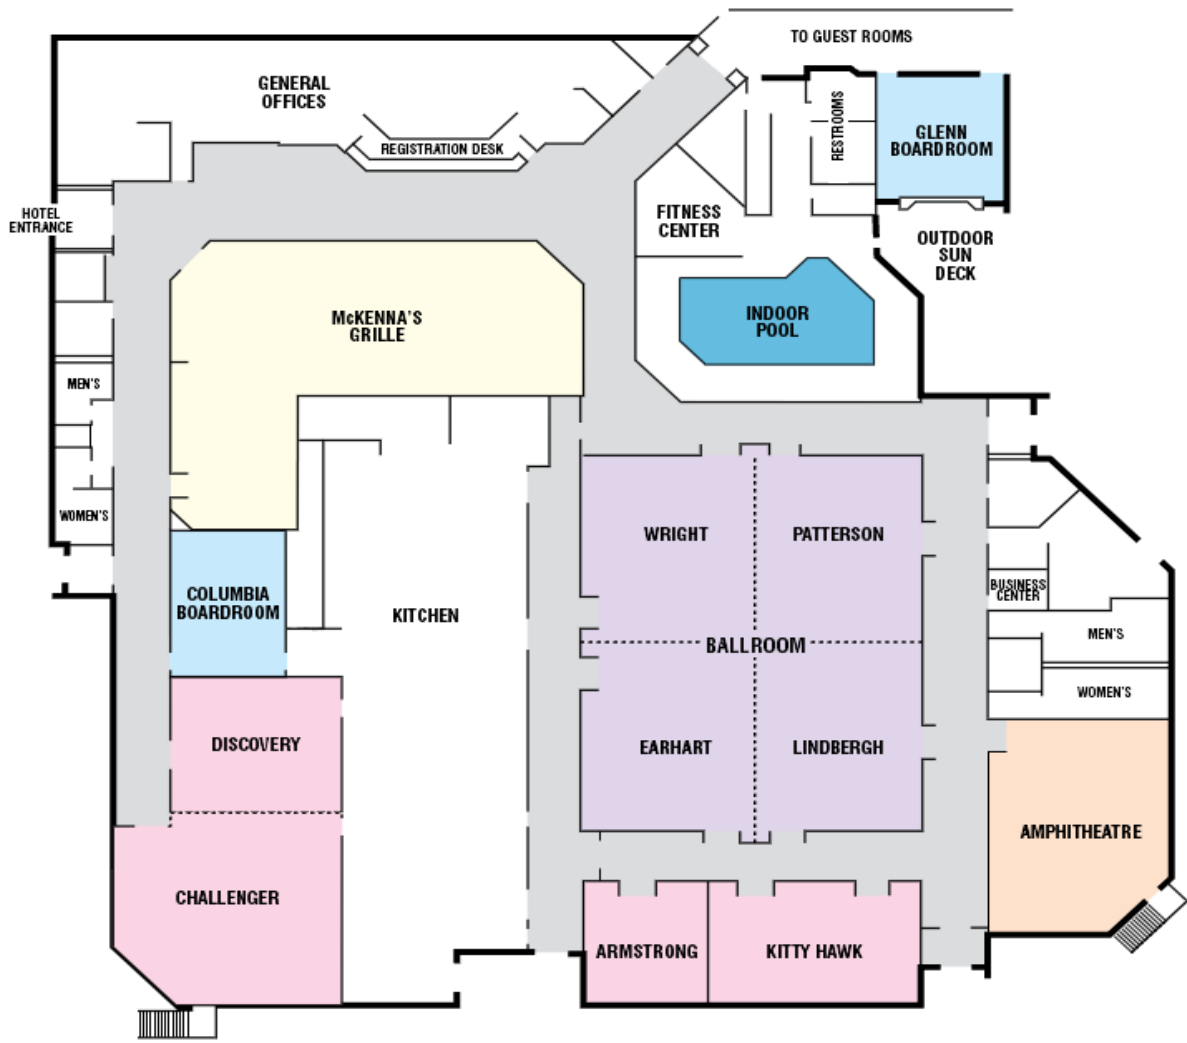 TO GUEST ROOMS
GENERAL
OFFICES
RESTROOMS
GLENN
BOARDROOM
REGISTRATION DESK
HOTEL
ENTRANCE
FITNESS
CENTER
OUTDOOR
SUN
DECK
McKENNA'S
GRILLE
INDOOR
POOL
MEN'S
WOMEN'S
WRIGHT
PATTERSON
COLUMBIA
BOARDROOM
KITCHEN
BUSINESS
CENTER
BALLROOM
MEN'S
WOMEN'S
DISCOVERY
EARHART
LINDBERGH
AMPHITHEATRE
CHALLENGER
ARMSTRONG
KITTY HAWK